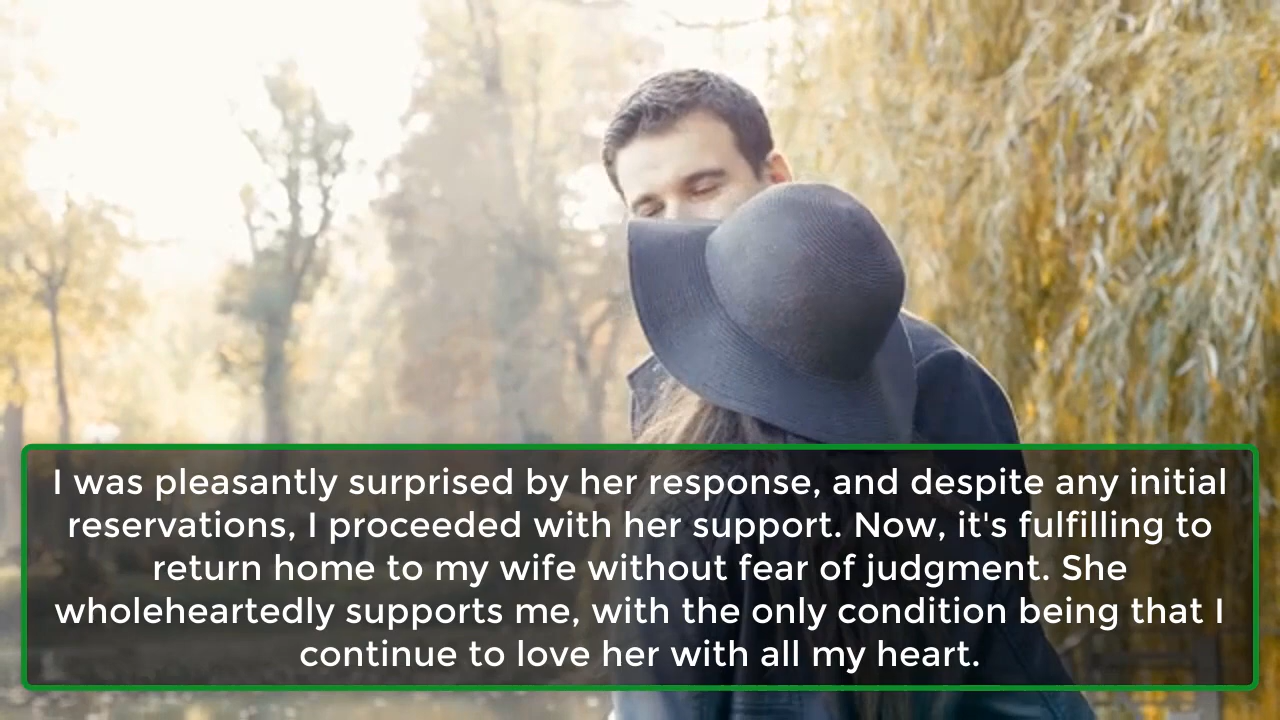 I was pleasantly surprised by her response, and despite any initial
reservations, I proceeded with her support. Now, it's fulfilling to
return home to my wife without fear of judgment. She
wholeheartedly supports me, with the only condition being that I
continue to love her with all my heart.